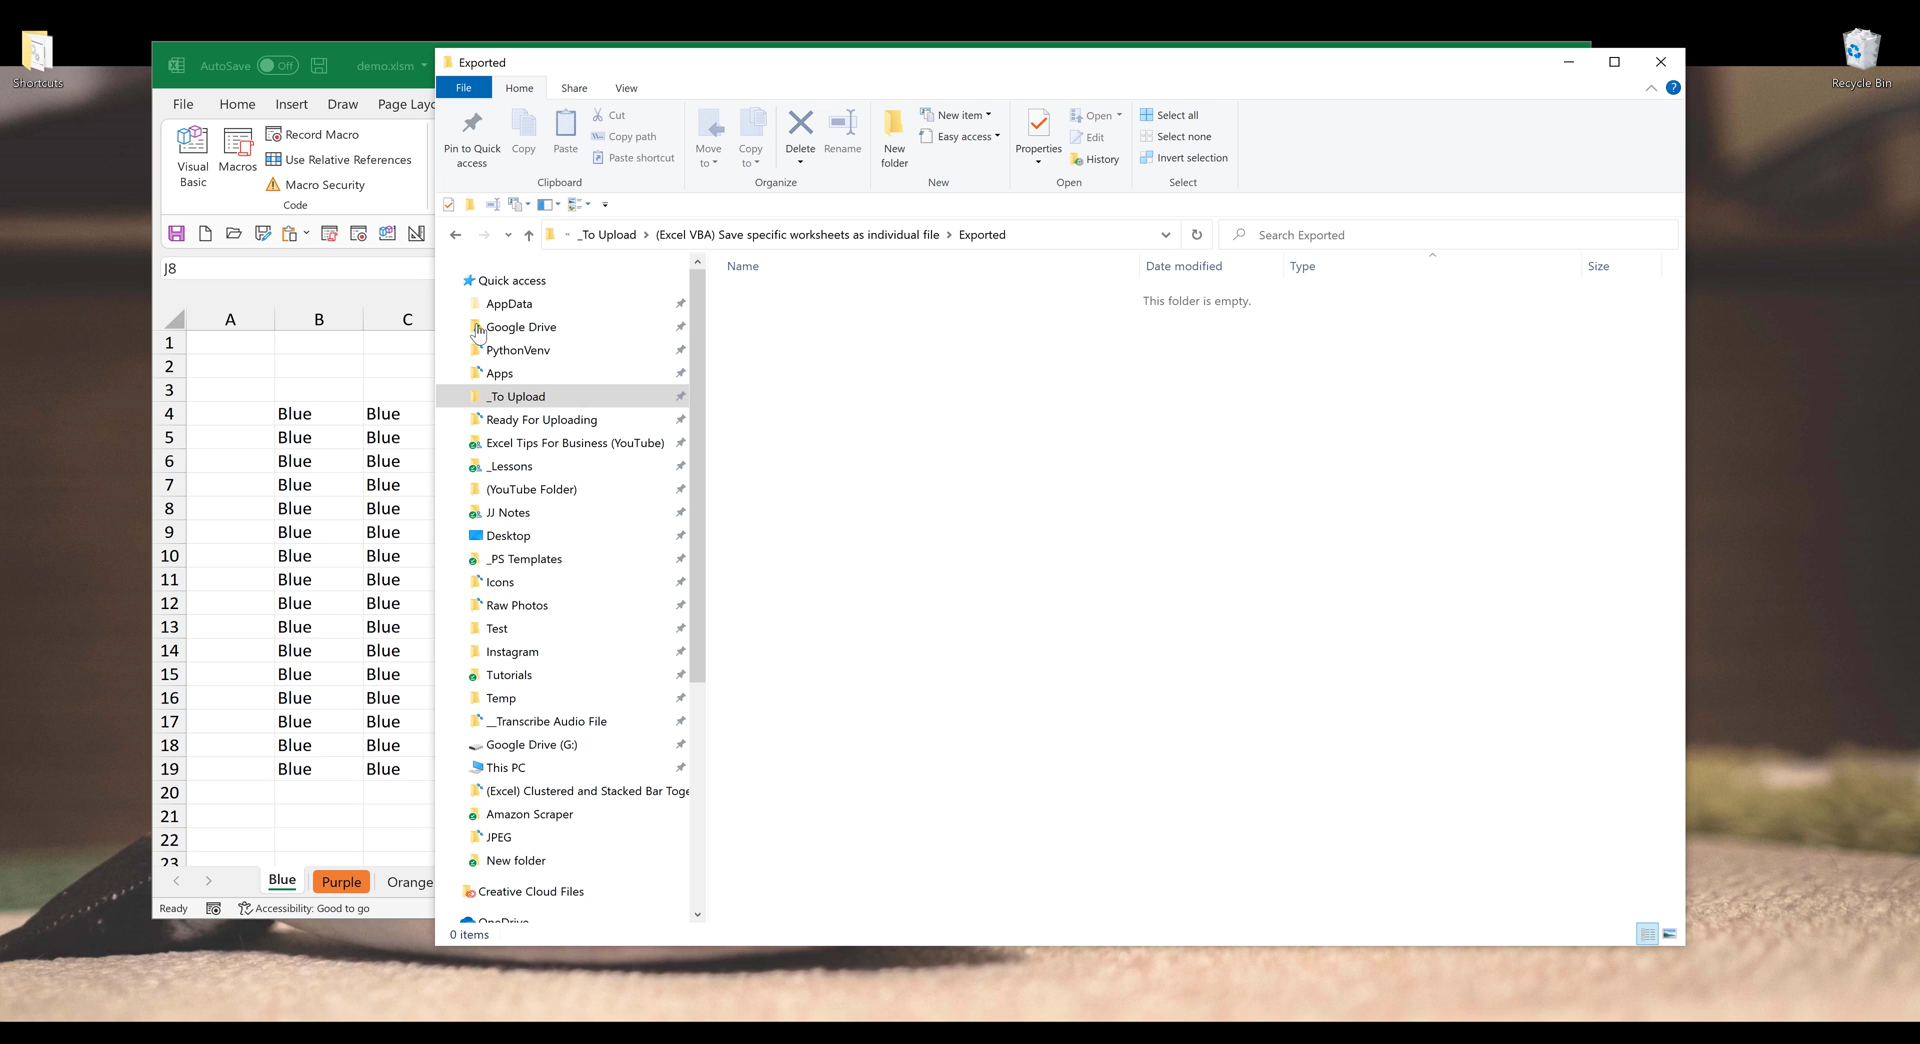 Shortcuts
Recycle Bin
AutoSave Off demo.xlsm
File Home Insert Draw Page Layo
Visual Basic
Macros
Record Macro
Use Relative References
Macro Security
Code
J8
A B C
1
2
3
4 Blue Blue
5 Blue Blue
6 Blue Blue
7 Blue Blue
8 Blue Blue
9 Blue Blue
10 Blue Blue
11 Blue Blue
12 Blue Blue
13 Blue Blue
14 Blue Blue
15 Blue Blue
16 Blue Blue
17 Blue Blue
18 Blue Blue
19 Blue Blue
20
21
22
23
Blue Purple Orange
Ready Accessibility: Good to go
Exported
File Home Share View
Pin to Quick access
Copy
Paste
Cut
Copy path
Paste shortcut
Clipboard
Move to
Copy to
Delete
Rename
Organize
New folder
New item
Easy access
New
Properties
Open
Edit
History
Open
Select all
Select none
Invert selection
Select
« _To Upload > (Excel VBA) Save specific worksheets as individual file > Exported
Search Exported
Name Date modified Type Size
This folder is empty.
Quick access
AppData
Google Drive
PythonVenv
Apps
_To Upload
Ready For Uploading
Excel Tips For Business (YouTube)
_Lessons
(YouTube Folder)
JJ Notes
Desktop
_PS Templates
Icons
Raw Photos
Test
Instagram
Tutorials
Temp
__Transcribe Audio File
Google Drive (G:)
This PC
(Excel) Clustered and Stacked Bar Toge
Amazon Scraper
JPEG
New folder
Creative Cloud Files
OneDrive
0 items